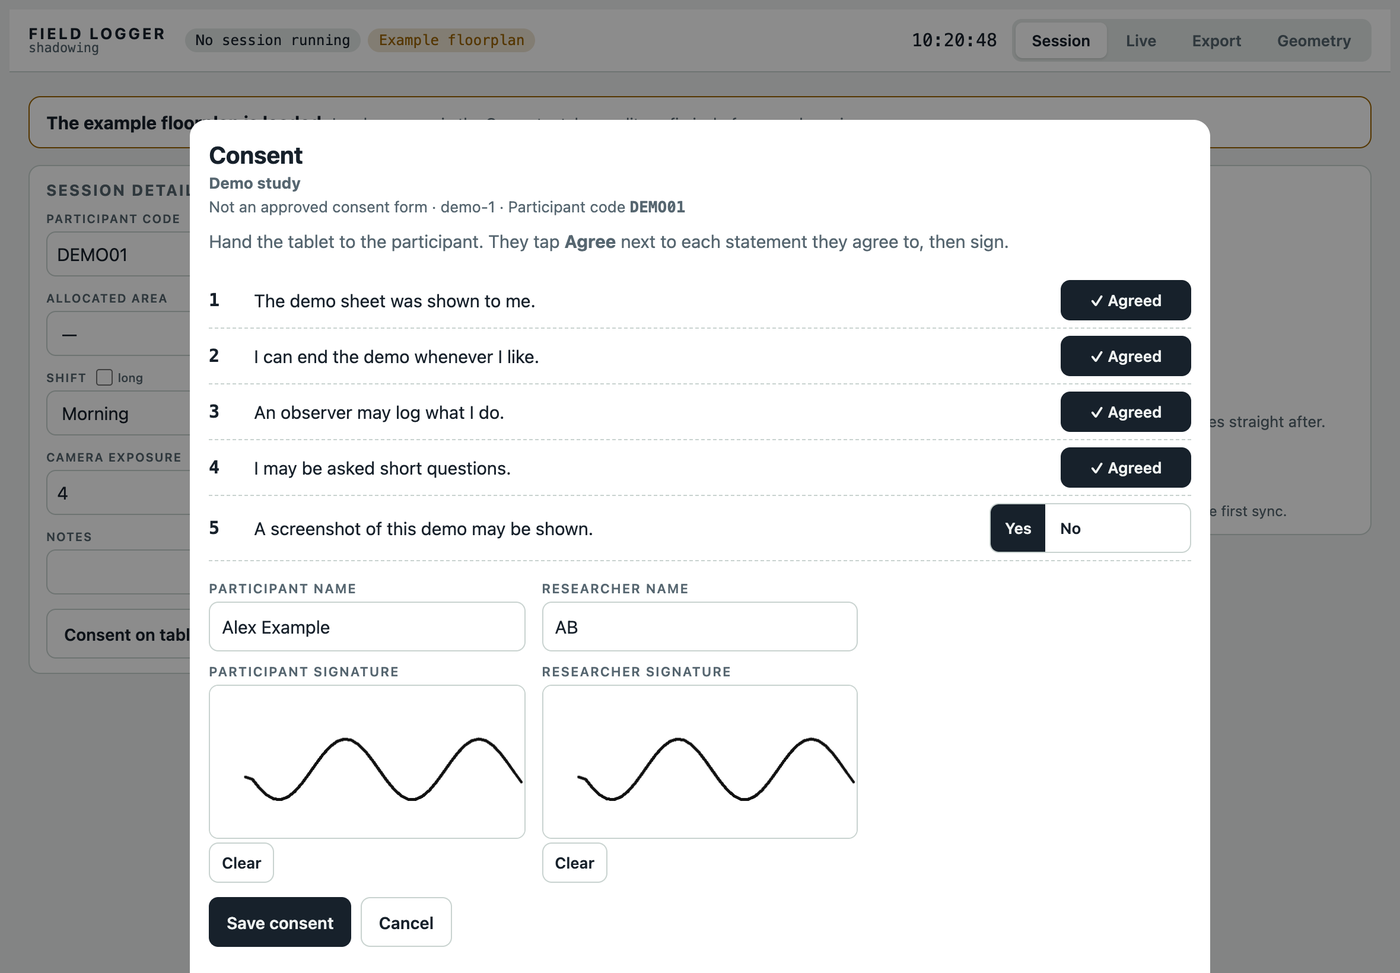 FIELD LOGGER
shadowing
No session running
Example floorplan
10:20:48
Session
Live
Export
Geometry
The example floor
SESSION DETAIL
PARTICIPANT CODE
DEMO01
ALLOCATED AREA
—
SHIFT
long
Morning
CAMERA EXPOSURE
4
NOTES
Consent on tabl
es straight after.
e first sync.
Consent
Demo study
Not an approved consent form · demo-1 · Participant code DEMO01
Hand the tablet to the participant. They tap Agree next to each statement they agree to, then sign.
1 The demo sheet was shown to me. ✓ Agreed
2 I can end the demo whenever I like. ✓ Agreed
3 An observer may log what I do. ✓ Agreed
4 I may be asked short questions. ✓ Agreed
5 A screenshot of this demo may be shown. Yes No
PARTICIPANT NAME
Alex Example
RESEARCHER NAME
AB
PARTICIPANT SIGNATURE
Clear
RESEARCHER SIGNATURE
Clear
Save consent
Cancel